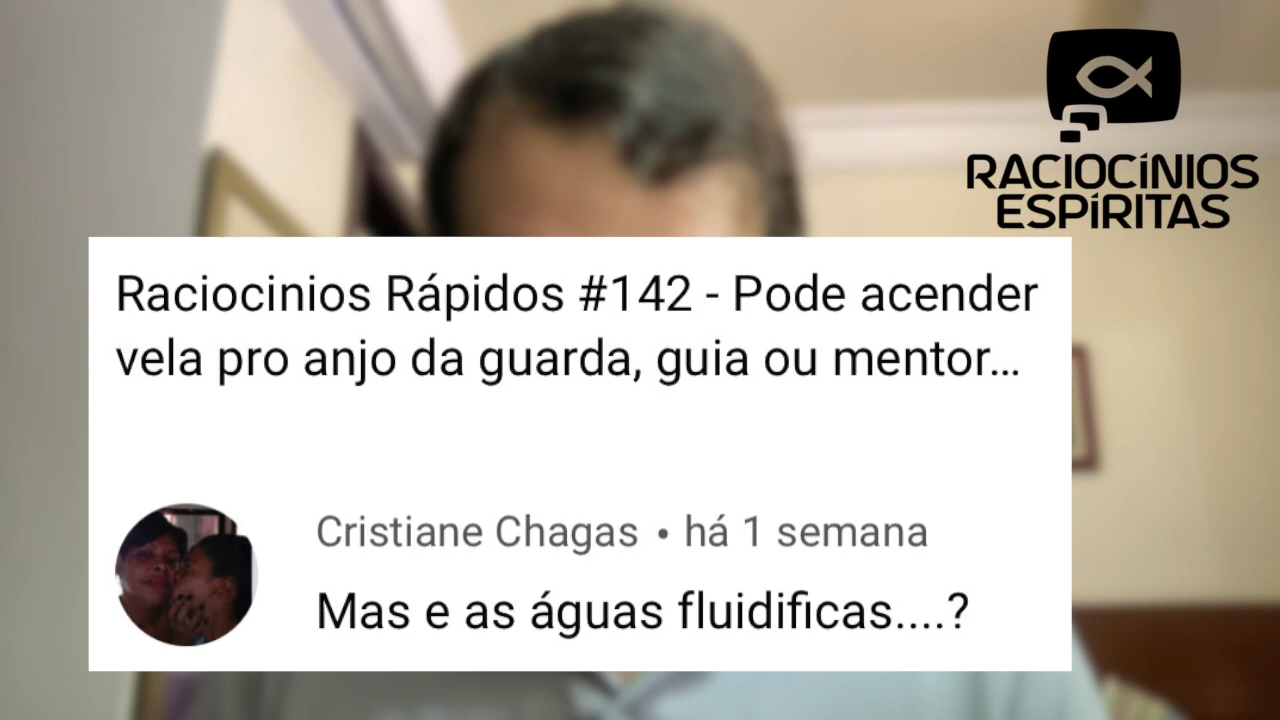 RACIOCÍNIOS
ESPÍRITAS
Raciocinios Rápidos #142 - Pode acender
vela pro anjo da guarda, guia ou mentor...
Cristiane Chagas • há 1 semana
Mas e as águas fluidificas....?